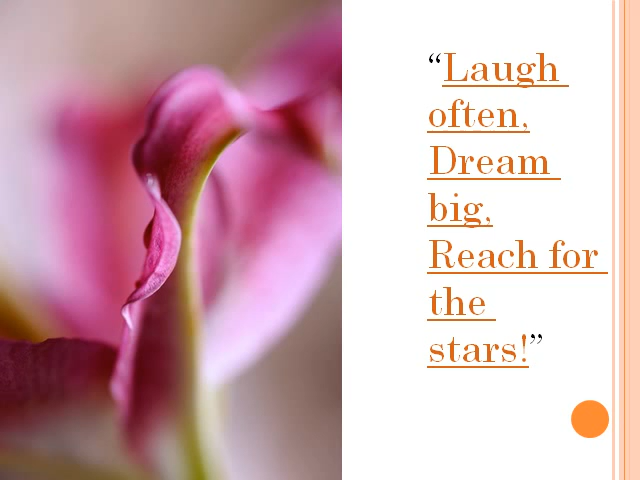 “Laugh
often,
Dream
big,
Reach for
the
stars!”